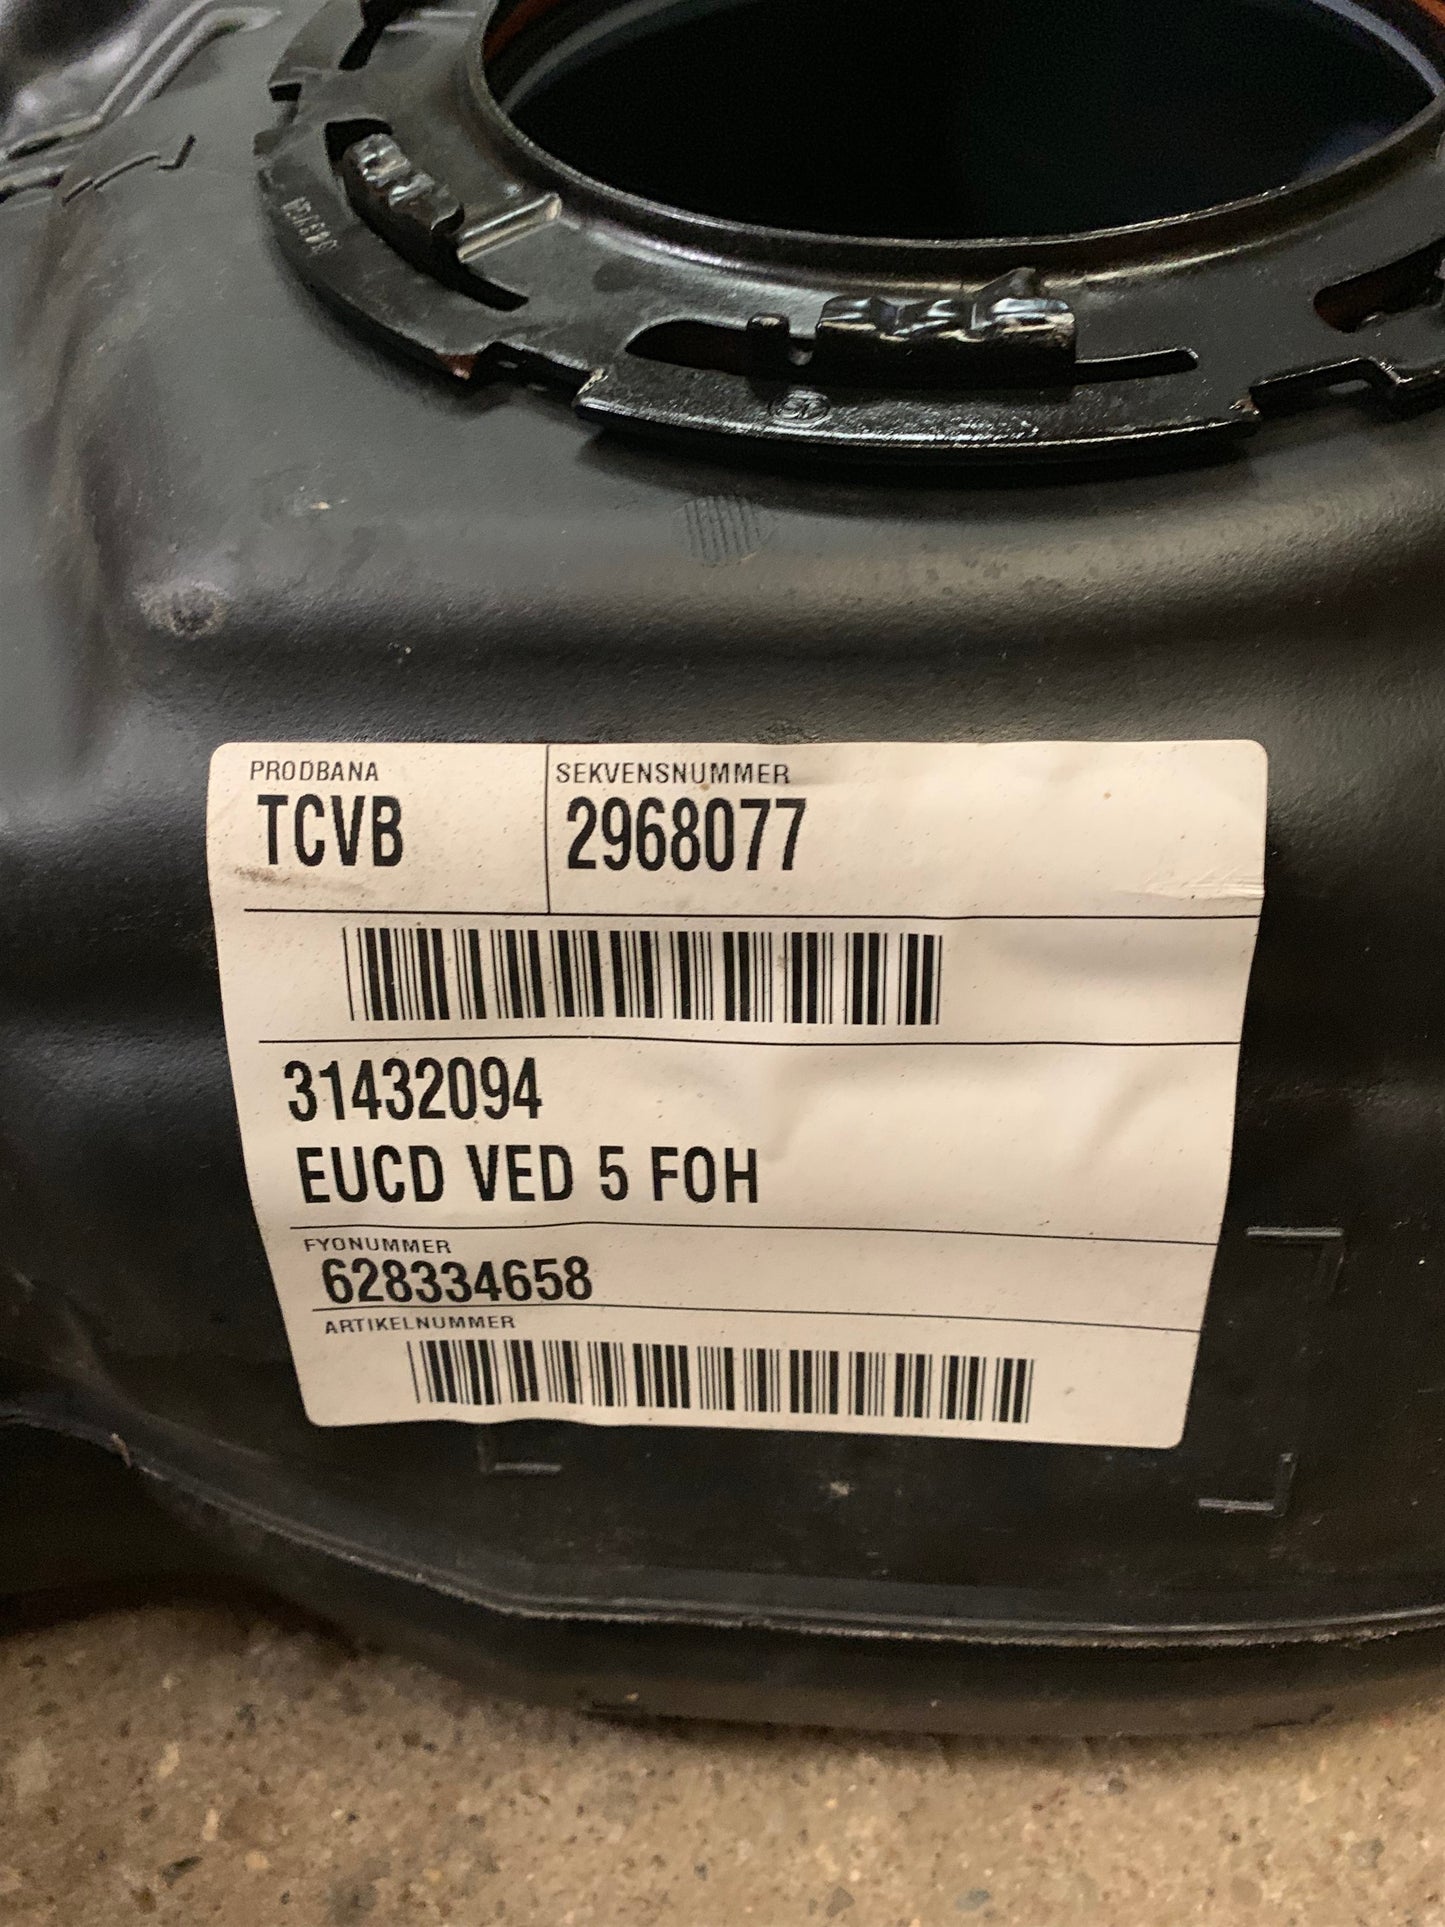 PRODBANA
SEKVENSNUMMER
TCVB
2968077
31432094
EUCD VED 5 FOH
FYONUMMER
628334658
ARTIKELNUMMER